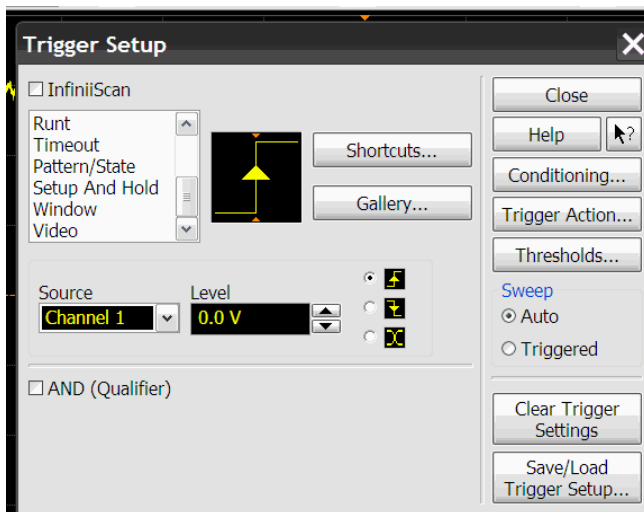 Trigger Setup
InfiniiScan
Runt
Timeout
Pattern/State
Setup And Hold
Window
Video
Shortcuts...
Gallery...
Source
Channel 1
Level
0.0 V
AND (Qualifier)
Close
Help
?
Conditioning...
Trigger Action...
Thresholds...
Sweep
Auto
Triggered
Clear Trigger
Settings
Save/Load
Trigger Setup...